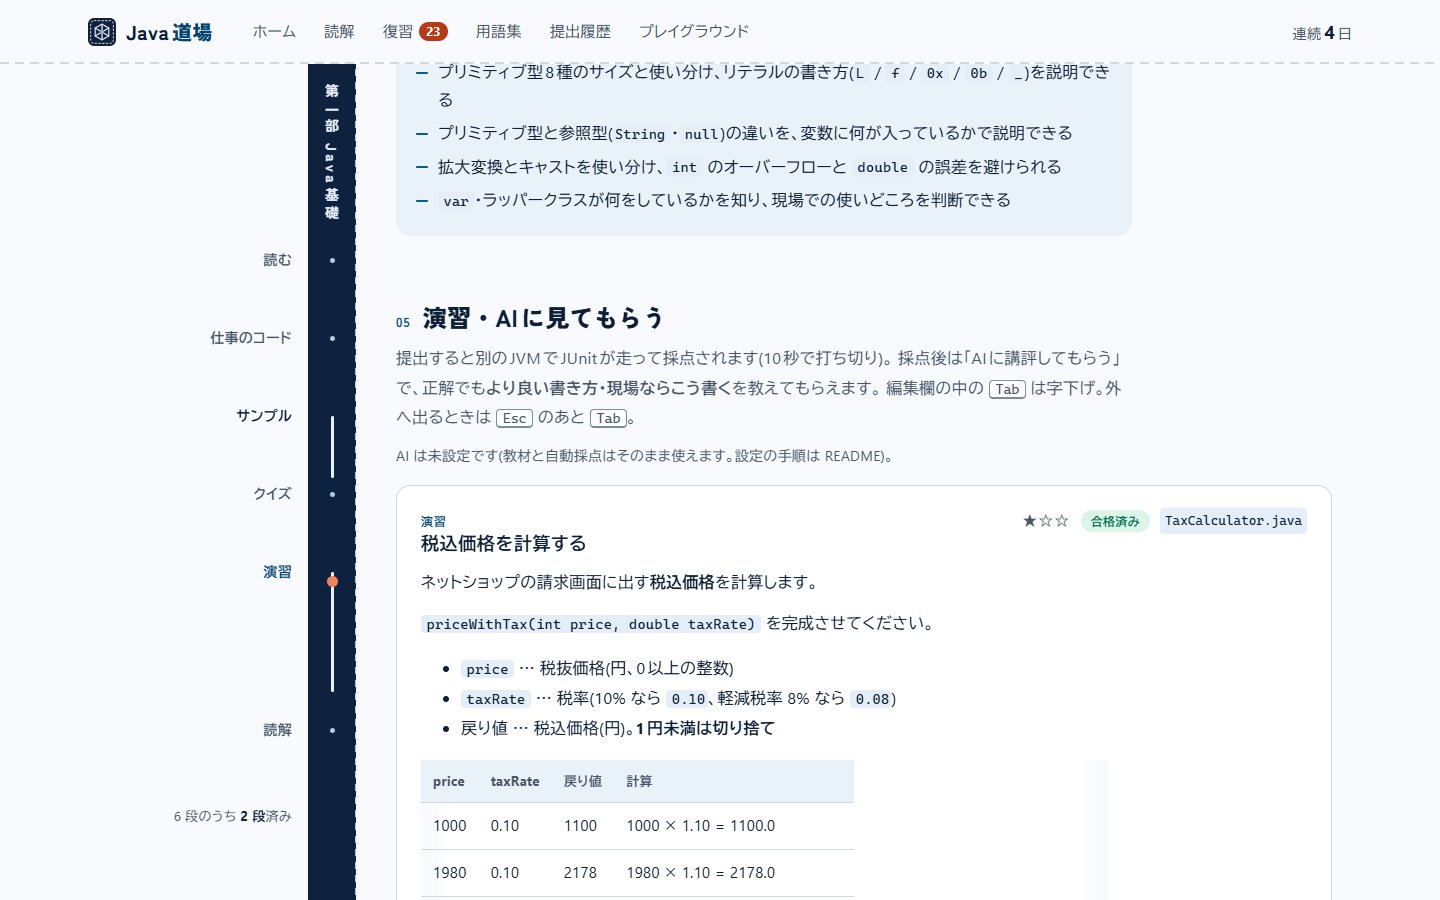 Java道場 ホーム 読解 復習 23 用語集 提出履歴 プレイグラウンド 連続 4 日
第一部 Java基礎
読む
仕事のコード
サンプル
クイズ
演習
読解
6 段のうち 2 段済み
プリミティブ型8種のサイズと使い分け、リテラルの書き方(L / f / 0x / 0b / _)を説明でき
る
プリミティブ型と参照型(String・null)の違いを、変数に何が入っているかで説明できる
拡大変換とキャストを使い分け、int のオーバーフローと double の誤差を避けられる
var・ラッパークラスが何をしているかを知り、現場での使いどころを判断できる
05 演習・AIに見てもらう
提出すると別のJVMでJUnitが走って採点されます(10秒で打ち切り)。採点後は「AIに講評してもらう」
で、正解でもより良い書き方・現場ならこう書くを教えてもらえます。編集欄の中の Tab は字下げ。外
へ出るときは Esc のあと Tab。
AI は未設定です(教材と自動採点はそのまま使えます。設定の手順は README)。
演習
★☆☆ 合格済み TaxCalculator.java
税込価格を計算する
ネットショップの請求画面に出す税込価格を計算します。
priceWithTax(int price, double taxRate) を完成させてください。
price … 税抜価格(円、0以上の整数)
taxRate … 税率(10% なら 0.10、軽減税率 8% なら 0.08)
戻り値 … 税込価格(円)。1円未満は切り捨て
price taxRate 戻り値 計算
1000 0.10 1100 1000 × 1.10 = 1100.0
1980 0.10 2178 1980 × 1.10 = 2178.0